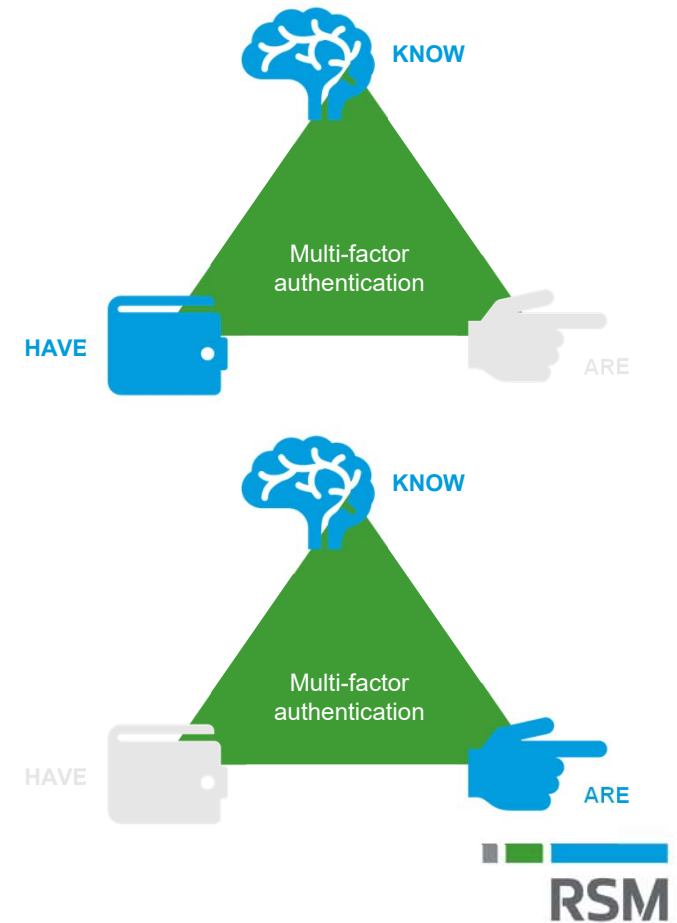 KNOW
Multi-factor
authentication
HAVE
ARE
KNOW
Multi-factor
authentication
HAVE
ARE
RSM